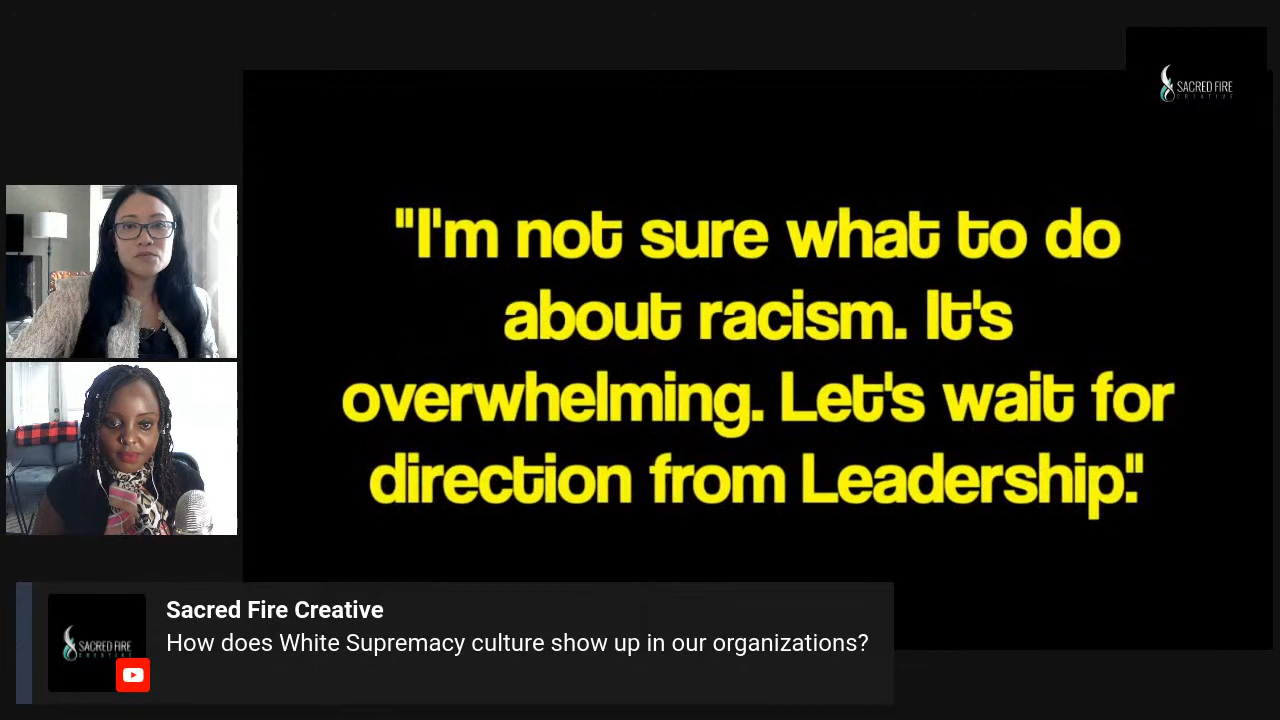 SACRED FIRE
CREATIVE
"I'm not sure what to do
about racism. It's
overwhelming. Let's wait for
direction from Leadership."
Sacred Fire Creative
How does White Supremacy culture show up in our organizations?
SACRED FIRE